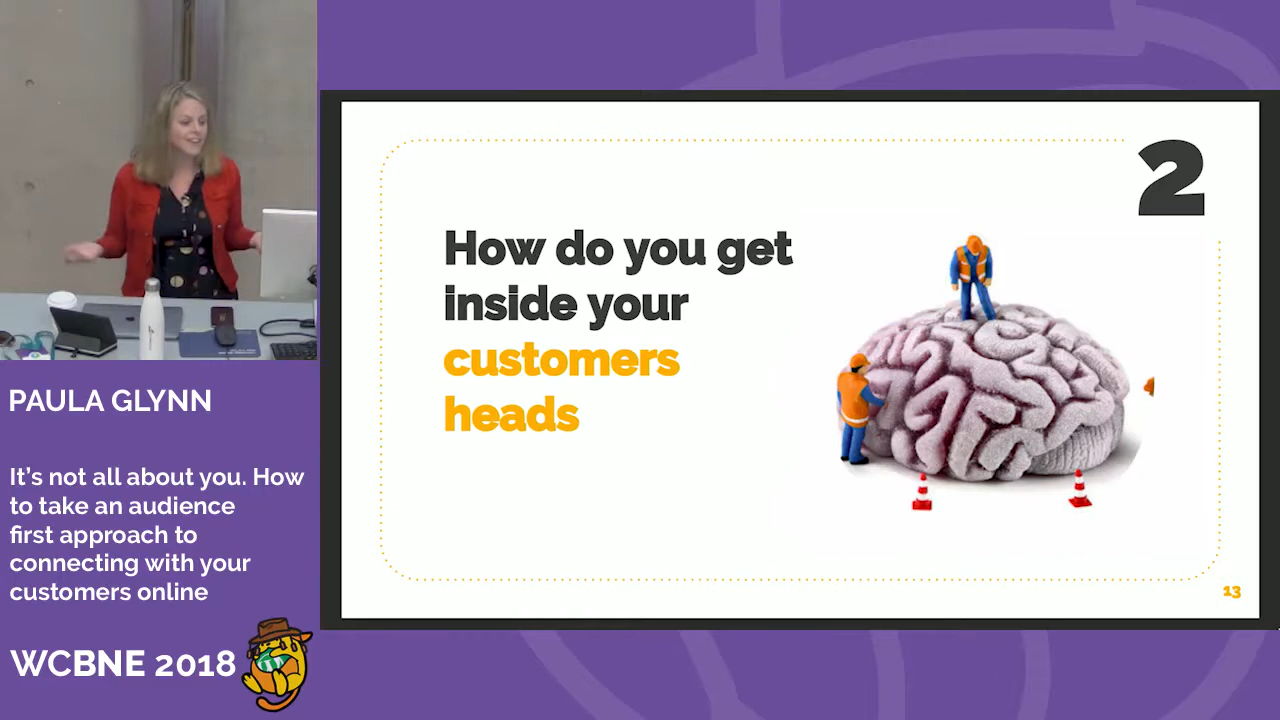 PAULA GLYNN
It's not all about you. How
to take an audience
first approach to
connecting with your
customers online
WCBNE 2018
2
How do you get
inside your
customers
heads
13